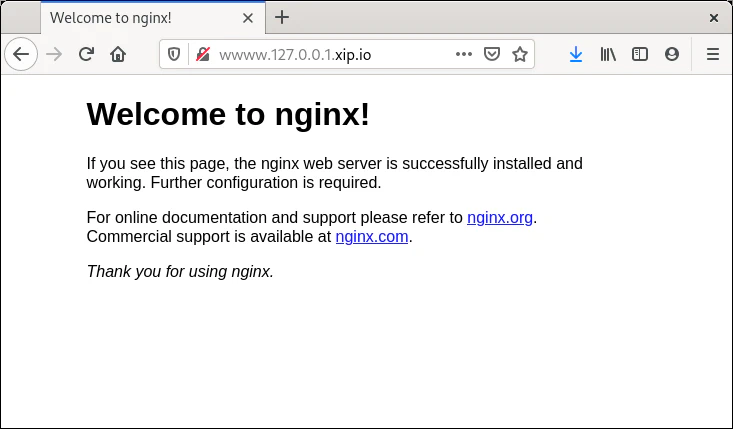 Welcome to nginx!
wwww.127.0.0.1.xip.io
Welcome to nginx!
If you see this page, the nginx web server is successfully installed and
working. Further configuration is required.
For online documentation and support please refer to nginx.org.
Commercial support is available at nginx.com.
Thank you for using nginx.